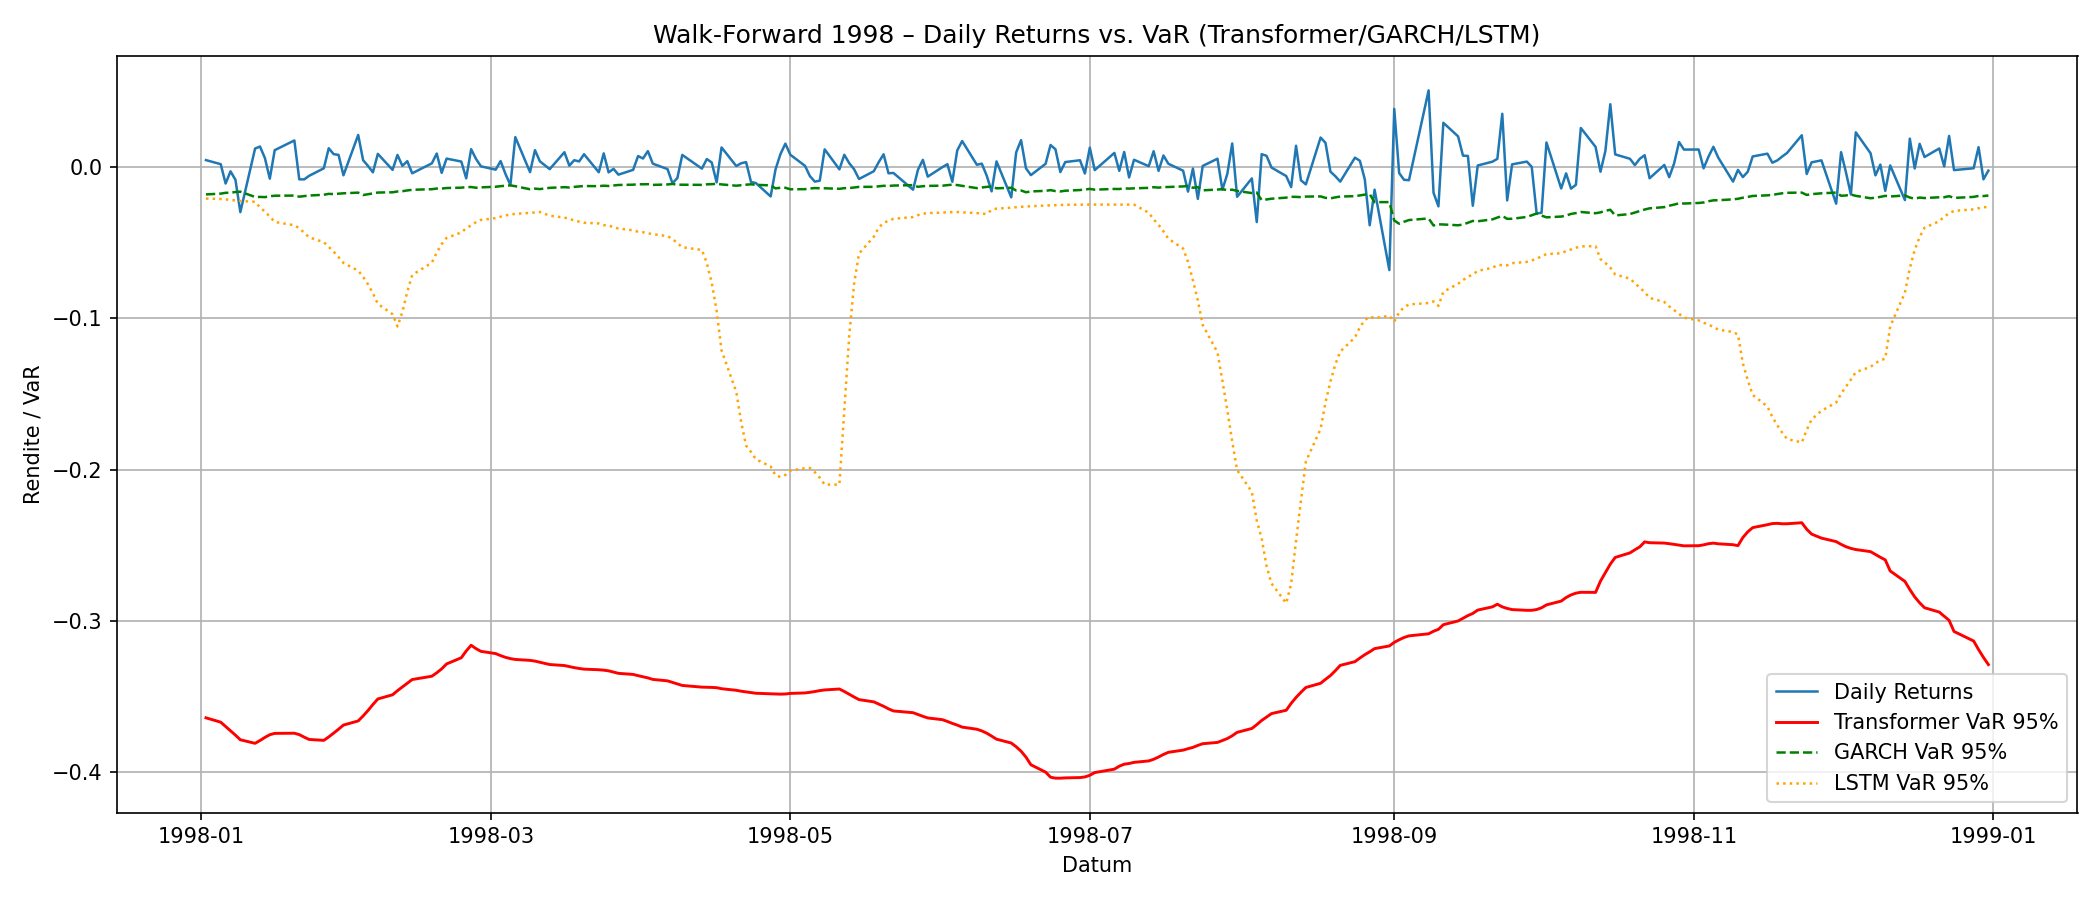 Walk-Forward 1998 – Daily Returns vs. VaR (Transformer/GARCH/LSTM)
Rendite / VaR
0.0
−0.1
−0.2
−0.3
−0.4
1998-01
1998-03
1998-05
1998-07
1998-09
1998-11
1999-01
Datum
Daily Returns
Transformer VaR 95%
GARCH VaR 95%
LSTM VaR 95%